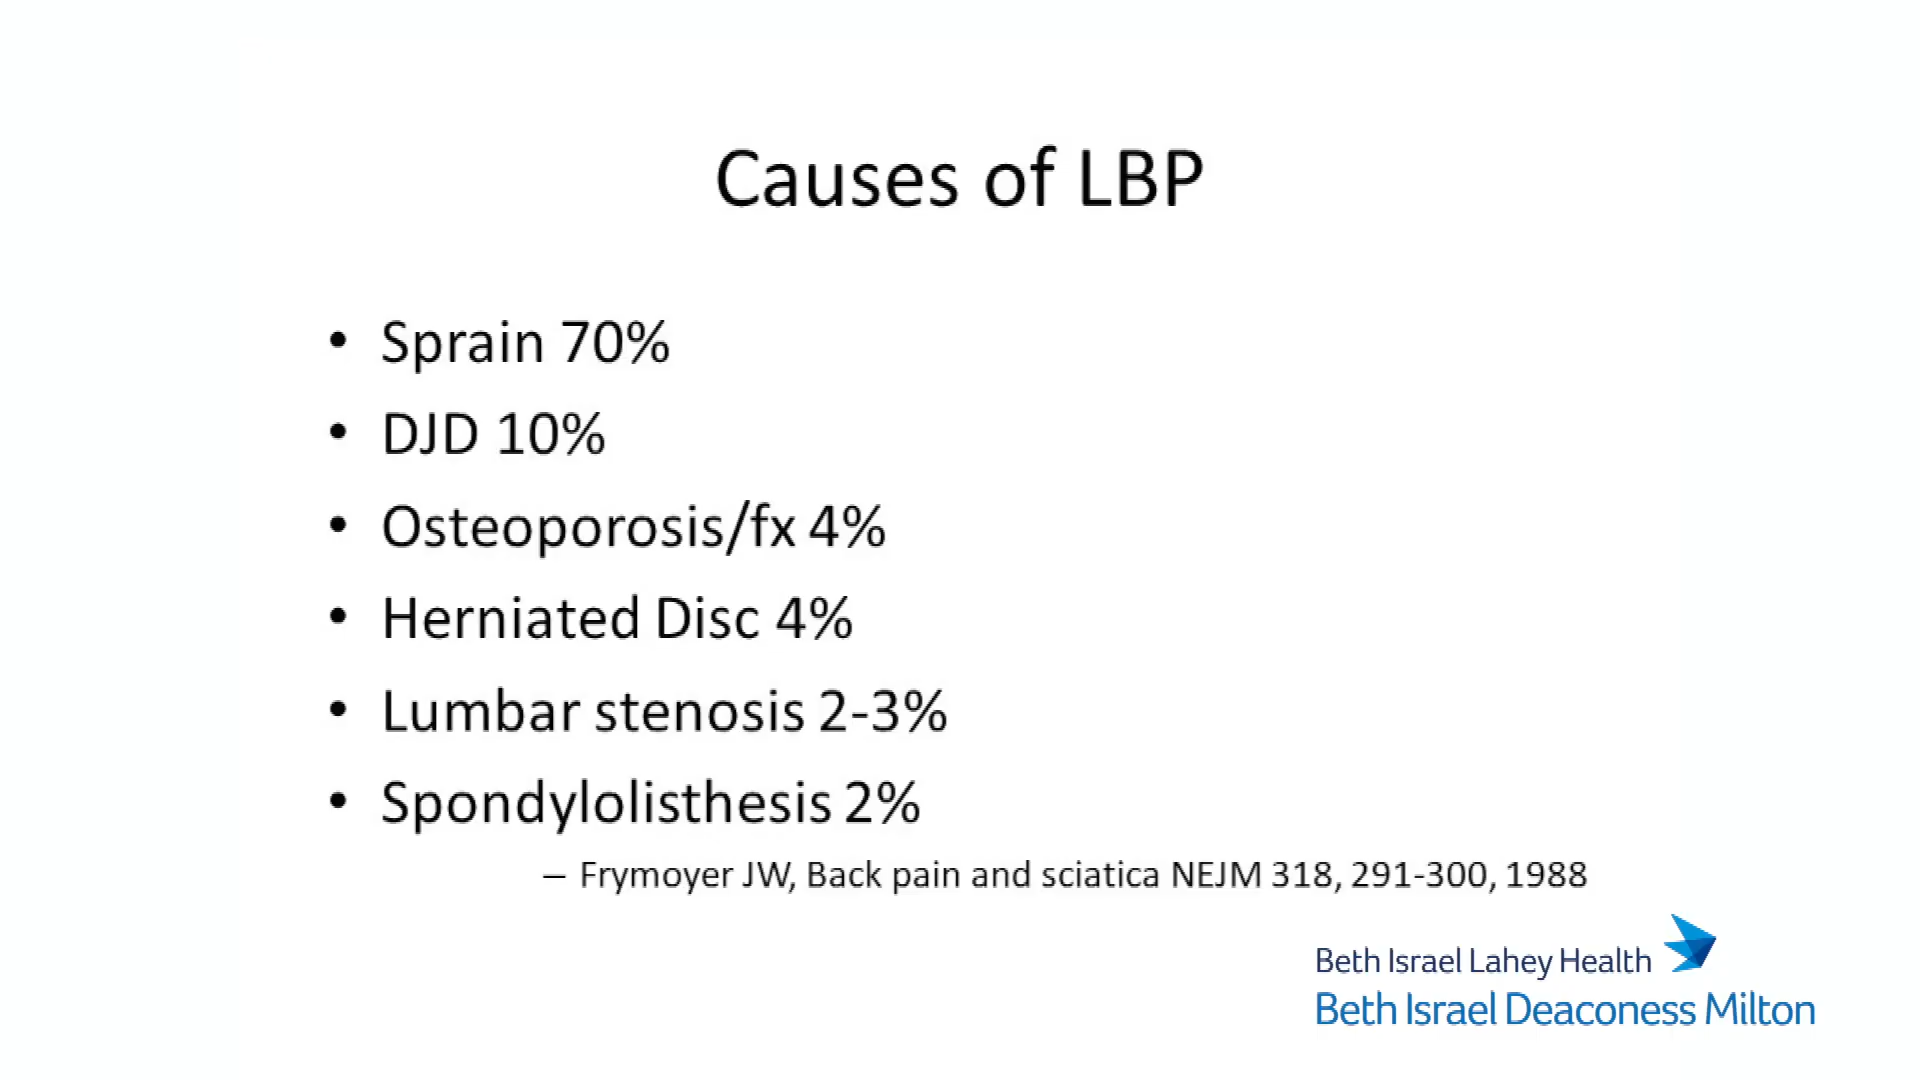 Causes of LBP
• Sprain 70%
• DJD 10%
• Osteoporosis/fx 4%
• Herniated Disc 4%
• Lumbar stenosis 2-3%
• Spondylolisthesis 2%
– Frymoyer JW, Back pain and sciatica NEJM 318, 291-300, 1988
Beth Israel Lahey Health
Beth Israel Deaconess Milton